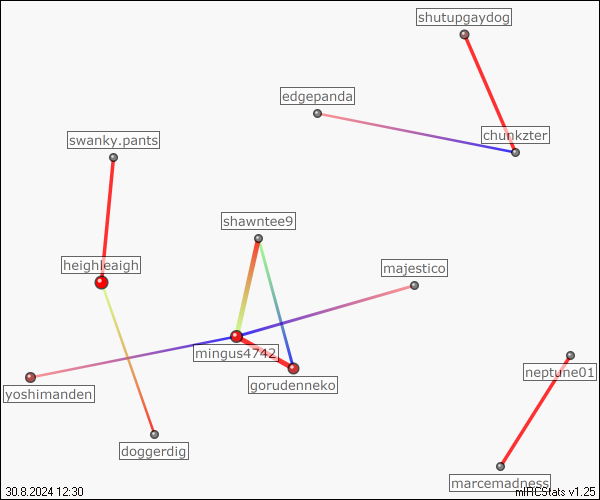 shutupgaydog
edgepanda
chunkzter
swanky.pants
shawntee9
heighleaigh
majestico
mingus4742
neptune01
gorudenneko
yoshimanden
doggerdig
marcemadness
30.8.2024 12:30
mIRCStats v1.25